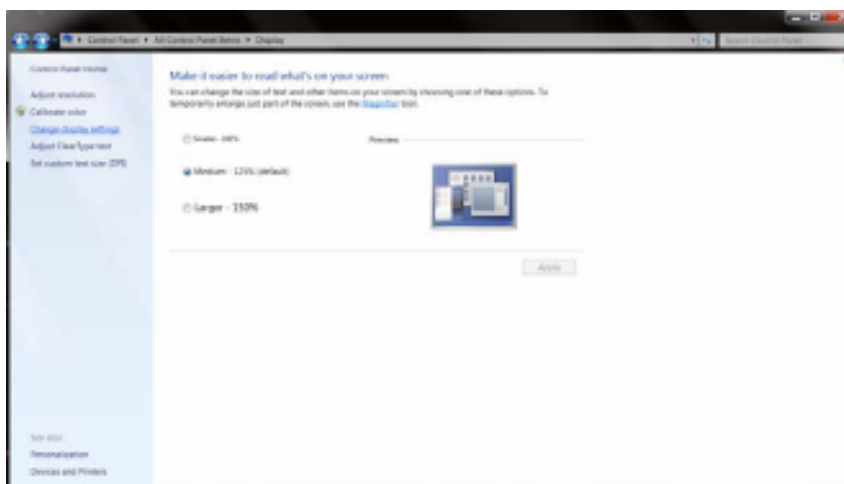 Control Panel ▸ All Control Panel Items ▸ Display
Search Control Panel
Control Panel Home
Adjust resolution
Calibrate color
Change display settings
Adjust ClearType text
Set custom text size (DPI)
Make it easier to read what's on your screen
You can change the size of text and other items on your screen by choosing one of these options. To
temporarily enlarge just part of the screen, use the Magnifier tool.
Smaller - 100%
Preview
Medium - 125% (default)
Larger - 150%
Apply
See also
Personalization
Devices and Printers